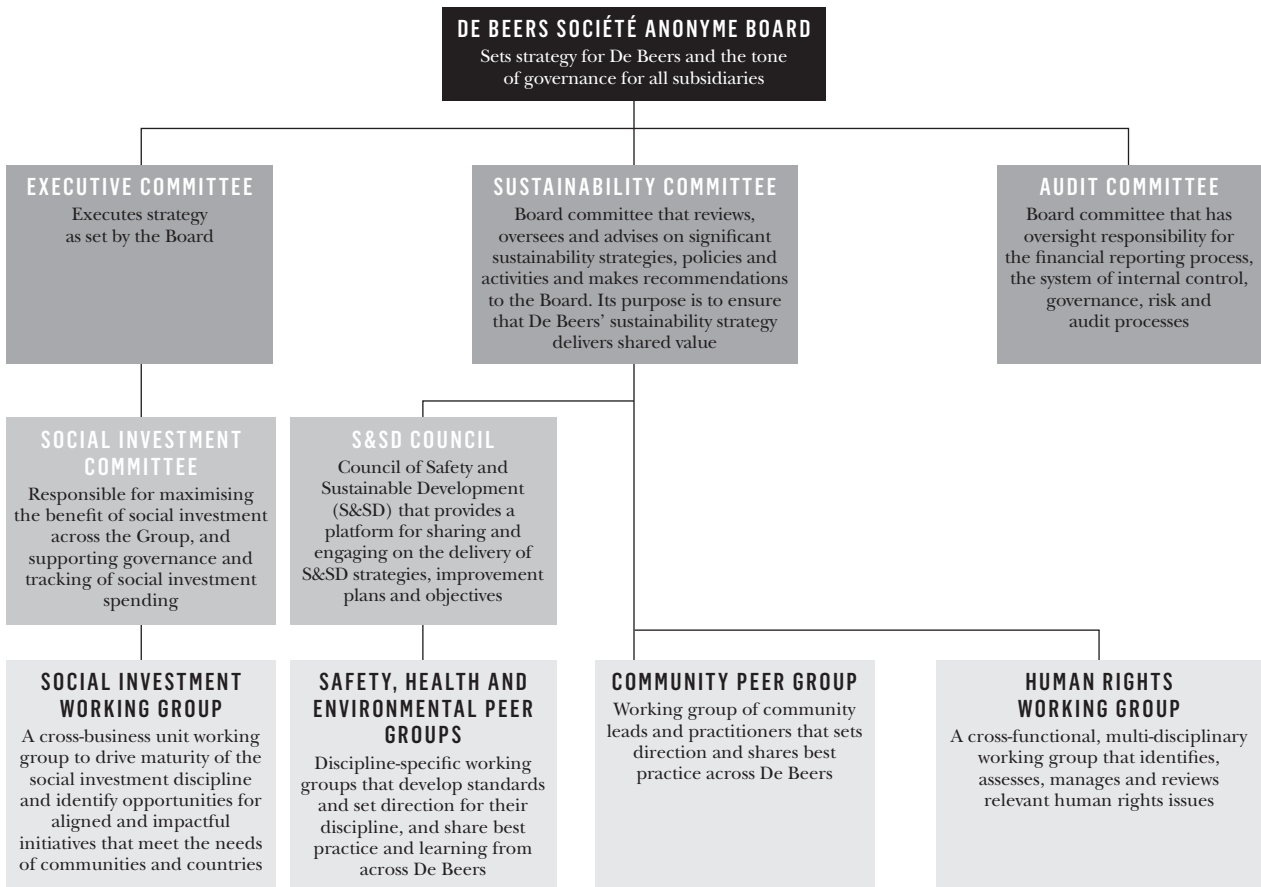 DE BEERS SOCIÉTÉ ANONYME BOARD
Sets strategy for De Beers and the tone
of governance for all subsidiaries
EXECUTIVE COMMITTEE
Executes strategy
as set by the Board
SUSTAINABILITY COMMITTEE
Board committee that reviews,
oversees and advises on significant
sustainability strategies, policies and
activities and makes recommendations
to the Board. Its purpose is to ensure
that De Beers’ sustainability strategy
delivers shared value
AUDIT COMMITTEE
Board committee that has
oversight responsibility for
the financial reporting process,
the system of internal control,
governance, risk and
audit processes
SOCIAL INVESTMENT
COMMITTEE
Responsible for maximising
the benefit of social investment
across the Group, and
supporting governance and
tracking of social investment
spending
S&SD COUNCIL
Council of Safety and
Sustainable Development
(S&SD) that provides a
platform for sharing and
engaging on the delivery of
S&SD strategies, improvement
plans and objectives
SOCIAL INVESTMENT
WORKING GROUP
A cross-business unit working
group to drive maturity of the
social investment discipline
and identify opportunities for
aligned and impactful
initiatives that meet the needs
of communities and countries
SAFETY, HEALTH AND
ENVIRONMENTAL PEER
GROUPS
Discipline-specific working
groups that develop standards
and set direction for their
discipline, and share best
practice and learning from
across De Beers
COMMUNITY PEER GROUP
Working group of community
leads and practitioners that sets
direction and shares best
practice across De Beers
HUMAN RIGHTS
WORKING GROUP
A cross-functional, multi-disciplinary
working group that identifies,
assesses, manages and reviews
relevant human rights issues